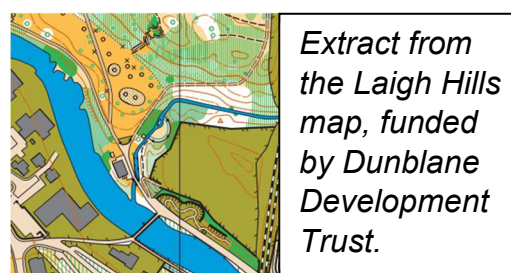 Extract from
the Laigh Hills
map, funded
by Dunblane
Development
Trust.